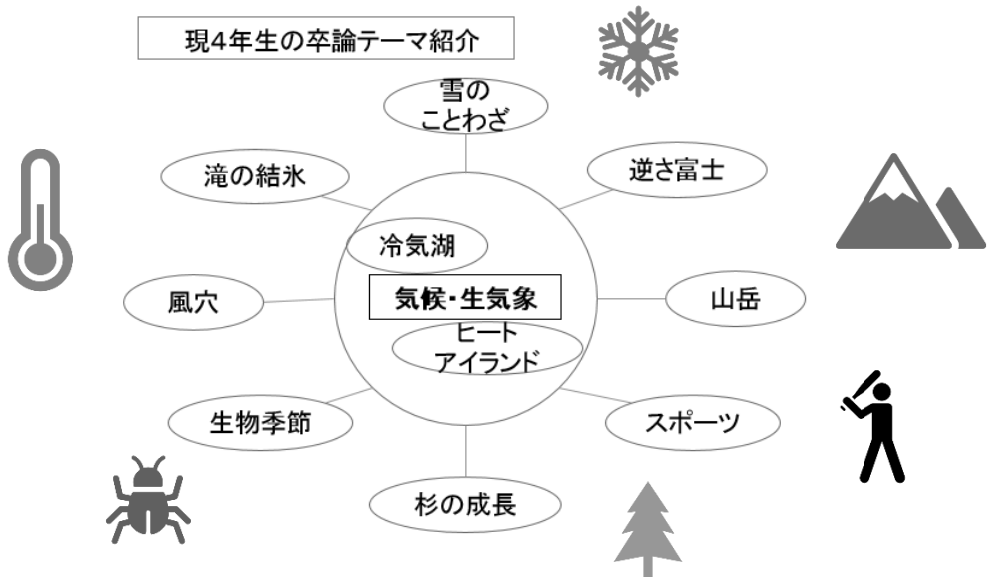 現4年生の卒論テーマ紹介
雪の
ことわざ
滝の結氷
逆さ富士
冷気湖
気候・生気象
ヒート
アイランド
風穴
山岳
生物季節
スポーツ
杉の成長